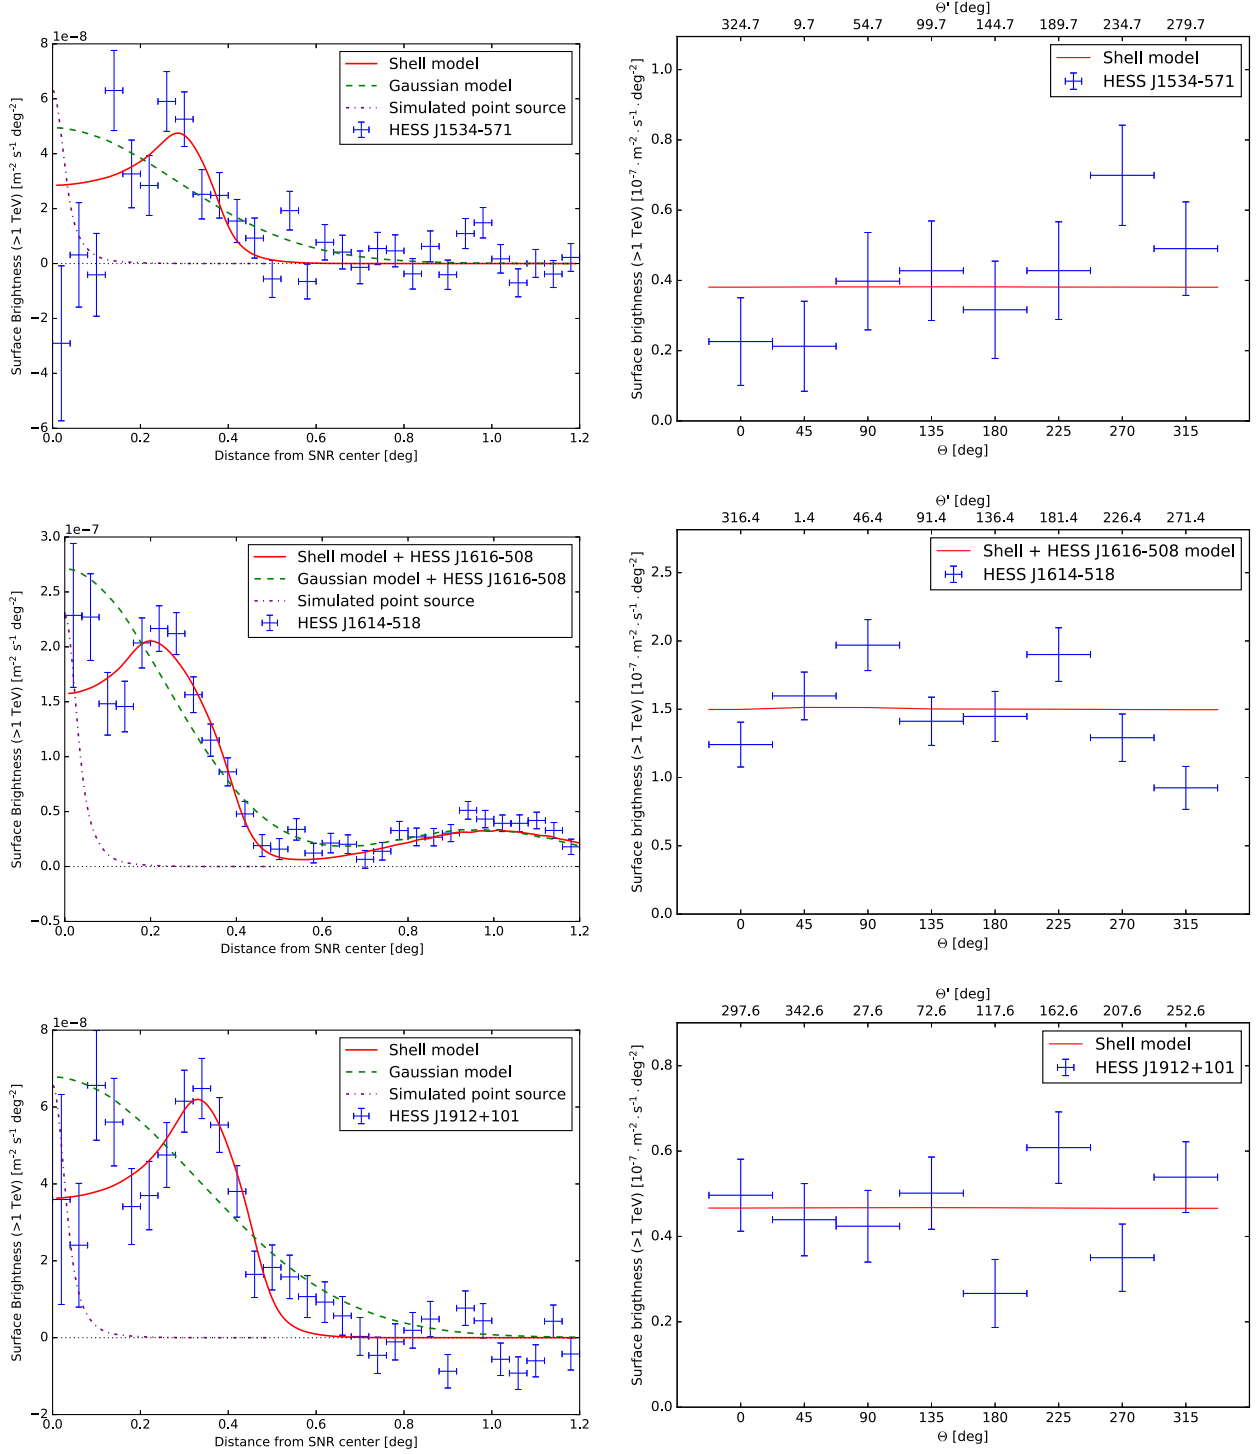 1e−8
Shell model
Gaussian model
Simulated point source
HESS J1534-571
Surface Brightness (>1 TeV) [m⁻² s⁻¹ deg⁻²]
8
6
4
2
0
−2
−4
−6
0.0 0.2 0.4 0.6 0.8 1.0 1.2
Distance from SNR center [deg]
Θ' [deg]
324.7 9.7 54.7 99.7 144.7 189.7 234.7 279.7
Shell model
HESS J1534-571
Surface brigthness (>1 TeV) [10⁻⁷ · m⁻² · s⁻¹ · deg⁻²]
1.0
0.8
0.6
0.4
0.2
0.0
0 45 90 135 180 225 270 315
Θ [deg]
1e−7
Shell model + HESS J1616-508
Gaussian model + HESS J1616-508
Simulated point source
HESS J1614-518
Surface Brightness (>1 TeV) [m⁻² s⁻¹ deg⁻²]
3.0
2.5
2.0
1.5
1.0
0.5
0.0
−0.5
0.0 0.2 0.4 0.6 0.8 1.0 1.2
Distance from SNR center [deg]
Θ' [deg]
316.4 1.4 46.4 91.4 136.4 181.4 226.4 271.4
Shell + HESS J1616-508 model
HESS J1614-518
Surface brigthness (>1 TeV) [10⁻⁷ · m⁻² · s⁻¹ · deg⁻²]
2.5
2.0
1.5
1.0
0.5
0.0
0 45 90 135 180 225 270 315
Θ [deg]
1e−8
Shell model
Gaussian model
Simulated point source
HESS J1912+101
Surface Brightness (>1 TeV) [m⁻² s⁻¹ deg⁻²]
8
6
4
2
0
−2
0.0 0.2 0.4 0.6 0.8 1.0 1.2
Distance from SNR center [deg]
Θ' [deg]
297.6 342.6 27.6 72.6 117.6 162.6 207.6 252.6
Shell model
HESS J1912+101
Surface brigthness (>1 TeV) [10⁻⁷ · m⁻² · s⁻¹ · deg⁻²]
0.8
0.6
0.4
0.2
0.0
0 45 90 135 180 225 270 315
Θ [deg]